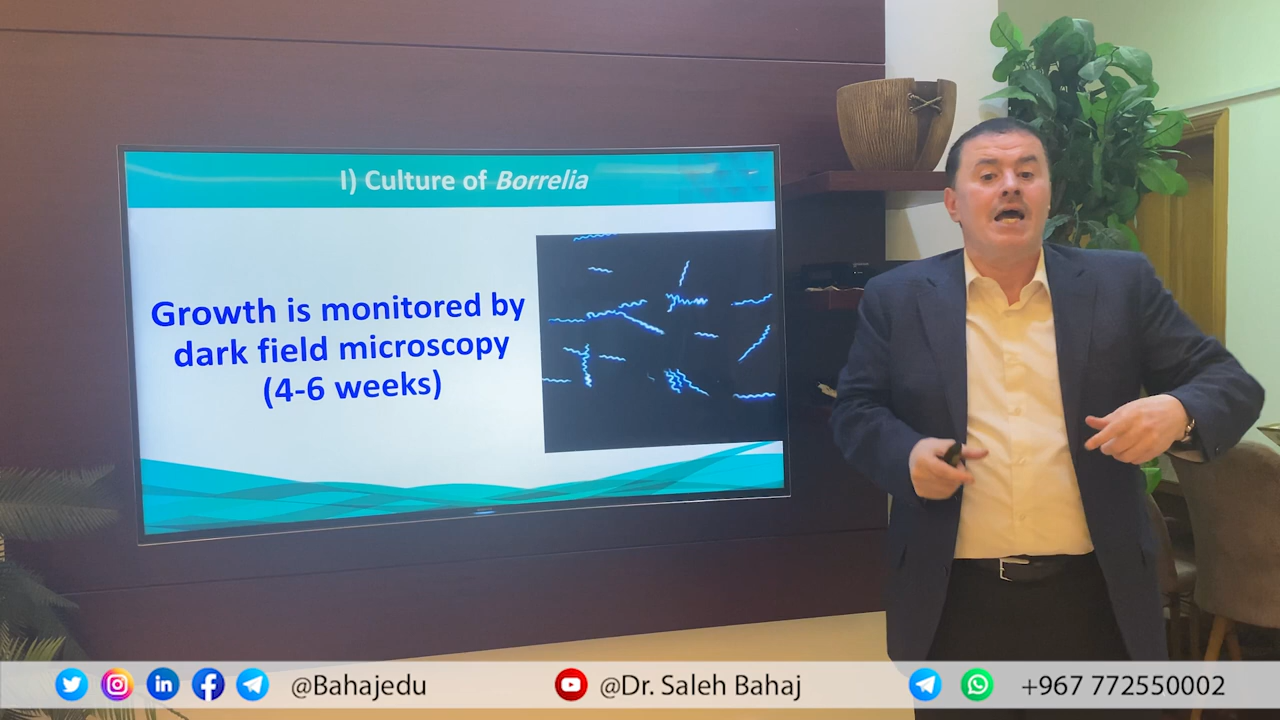 I) Culture of Borrelia
Growth is monitored by
dark field microscopy
(4-6 weeks)
@Bahajedu
@Dr. Saleh Bahaj
+967 772550002